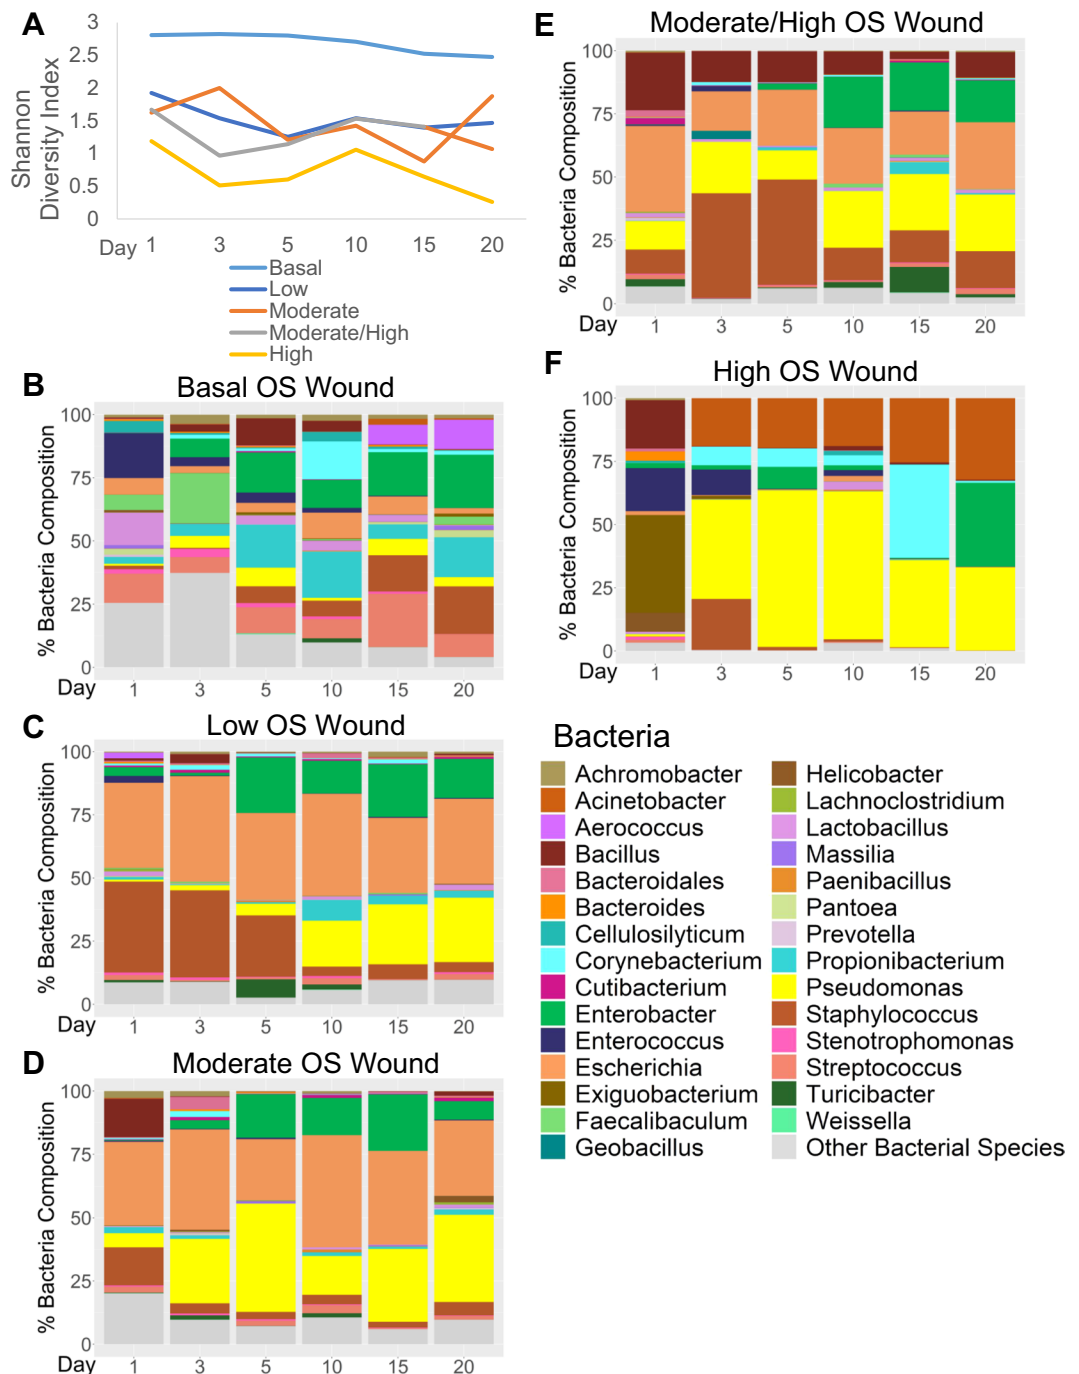 A
Shannon
Diversity Index
3
2.5
2
1.5
1
0.5
0
Day 1 3 5 10 15 20
Basal
Low
Moderate
Moderate/High
High
B
Basal OS Wound
% Bacteria Composition
100
75
50
25
0
Day 1 3 5 10 15 20
C
Low OS Wound
% Bacteria Composition
100
75
50
25
0
Day 1 3 5 10 15 20
D
Moderate OS Wound
% Bacteria Composition
100
75
50
25
0
Day 1 3 5 10 15 20
E
Moderate/High OS Wound
% Bacteria Composition
100
75
50
25
0
Day 1 3 5 10 15 20
F
High OS Wound
% Bacteria Composition
100
75
50
25
0
Day 1 3 5 10 15 20
Bacteria
Achromobacter
Acinetobacter
Aerococcus
Bacillus
Bacteroidales
Bacteroides
Cellulosilyticum
Corynebacterium
Cutibacterium
Enterobacter
Enterococcus
Escherichia
Exiguobacterium
Faecalibaculum
Geobacillus
Helicobacter
Lachnoclostridium
Lactobacillus
Massilia
Paenibacillus
Pantoea
Prevotella
Propionibacterium
Pseudomonas
Staphylococcus
Stenotrophomonas
Streptococcus
Turicibacter
Weissella
Other Bacterial Species